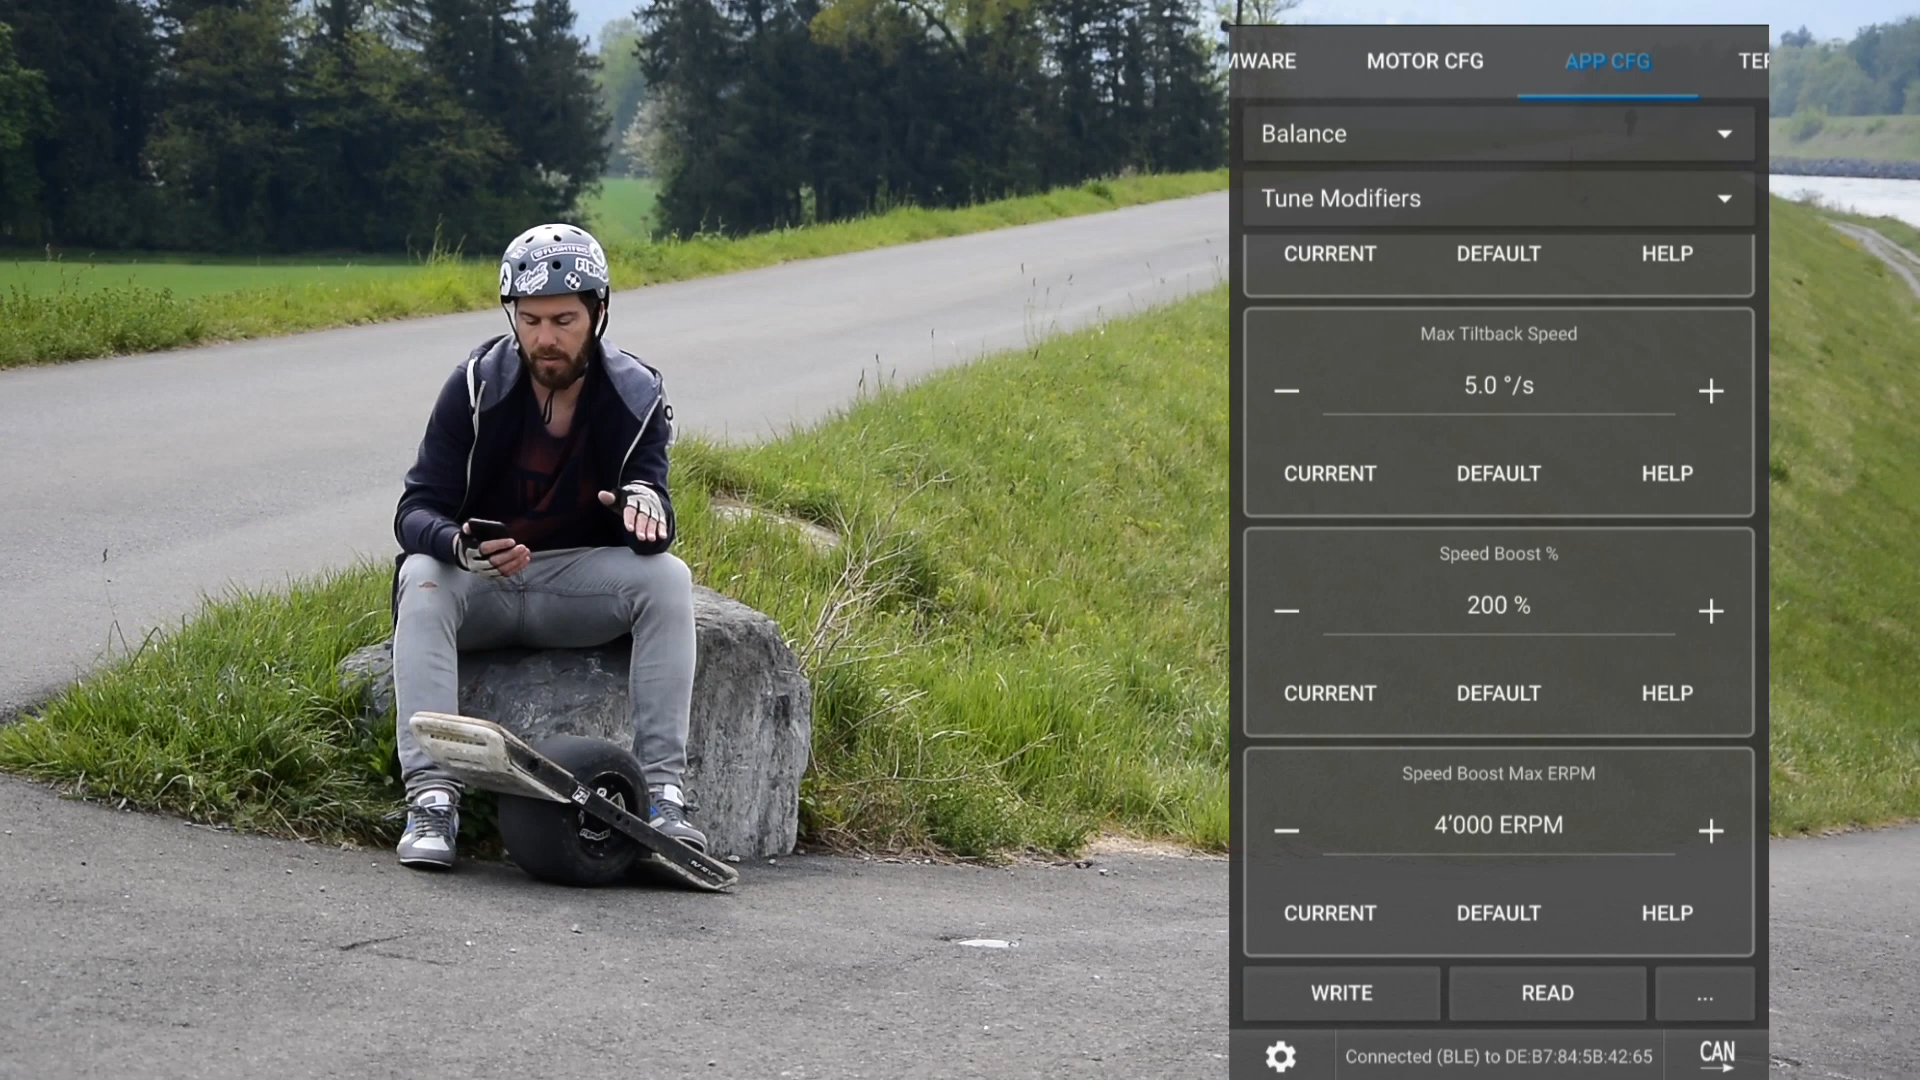 MWARE MOTOR CFG APP CFG TER
Balance
Tune Modifiers
CURRENT DEFAULT HELP
Max Tiltback Speed
5.0 °/s
CURRENT DEFAULT HELP
Speed Boost %
200 %
CURRENT DEFAULT HELP
Speed Boost Max ERPM
4’000 ERPM
CURRENT DEFAULT HELP
WRITE READ ...
Connected (BLE) to DE:B7:84:5B:42:65 CAN